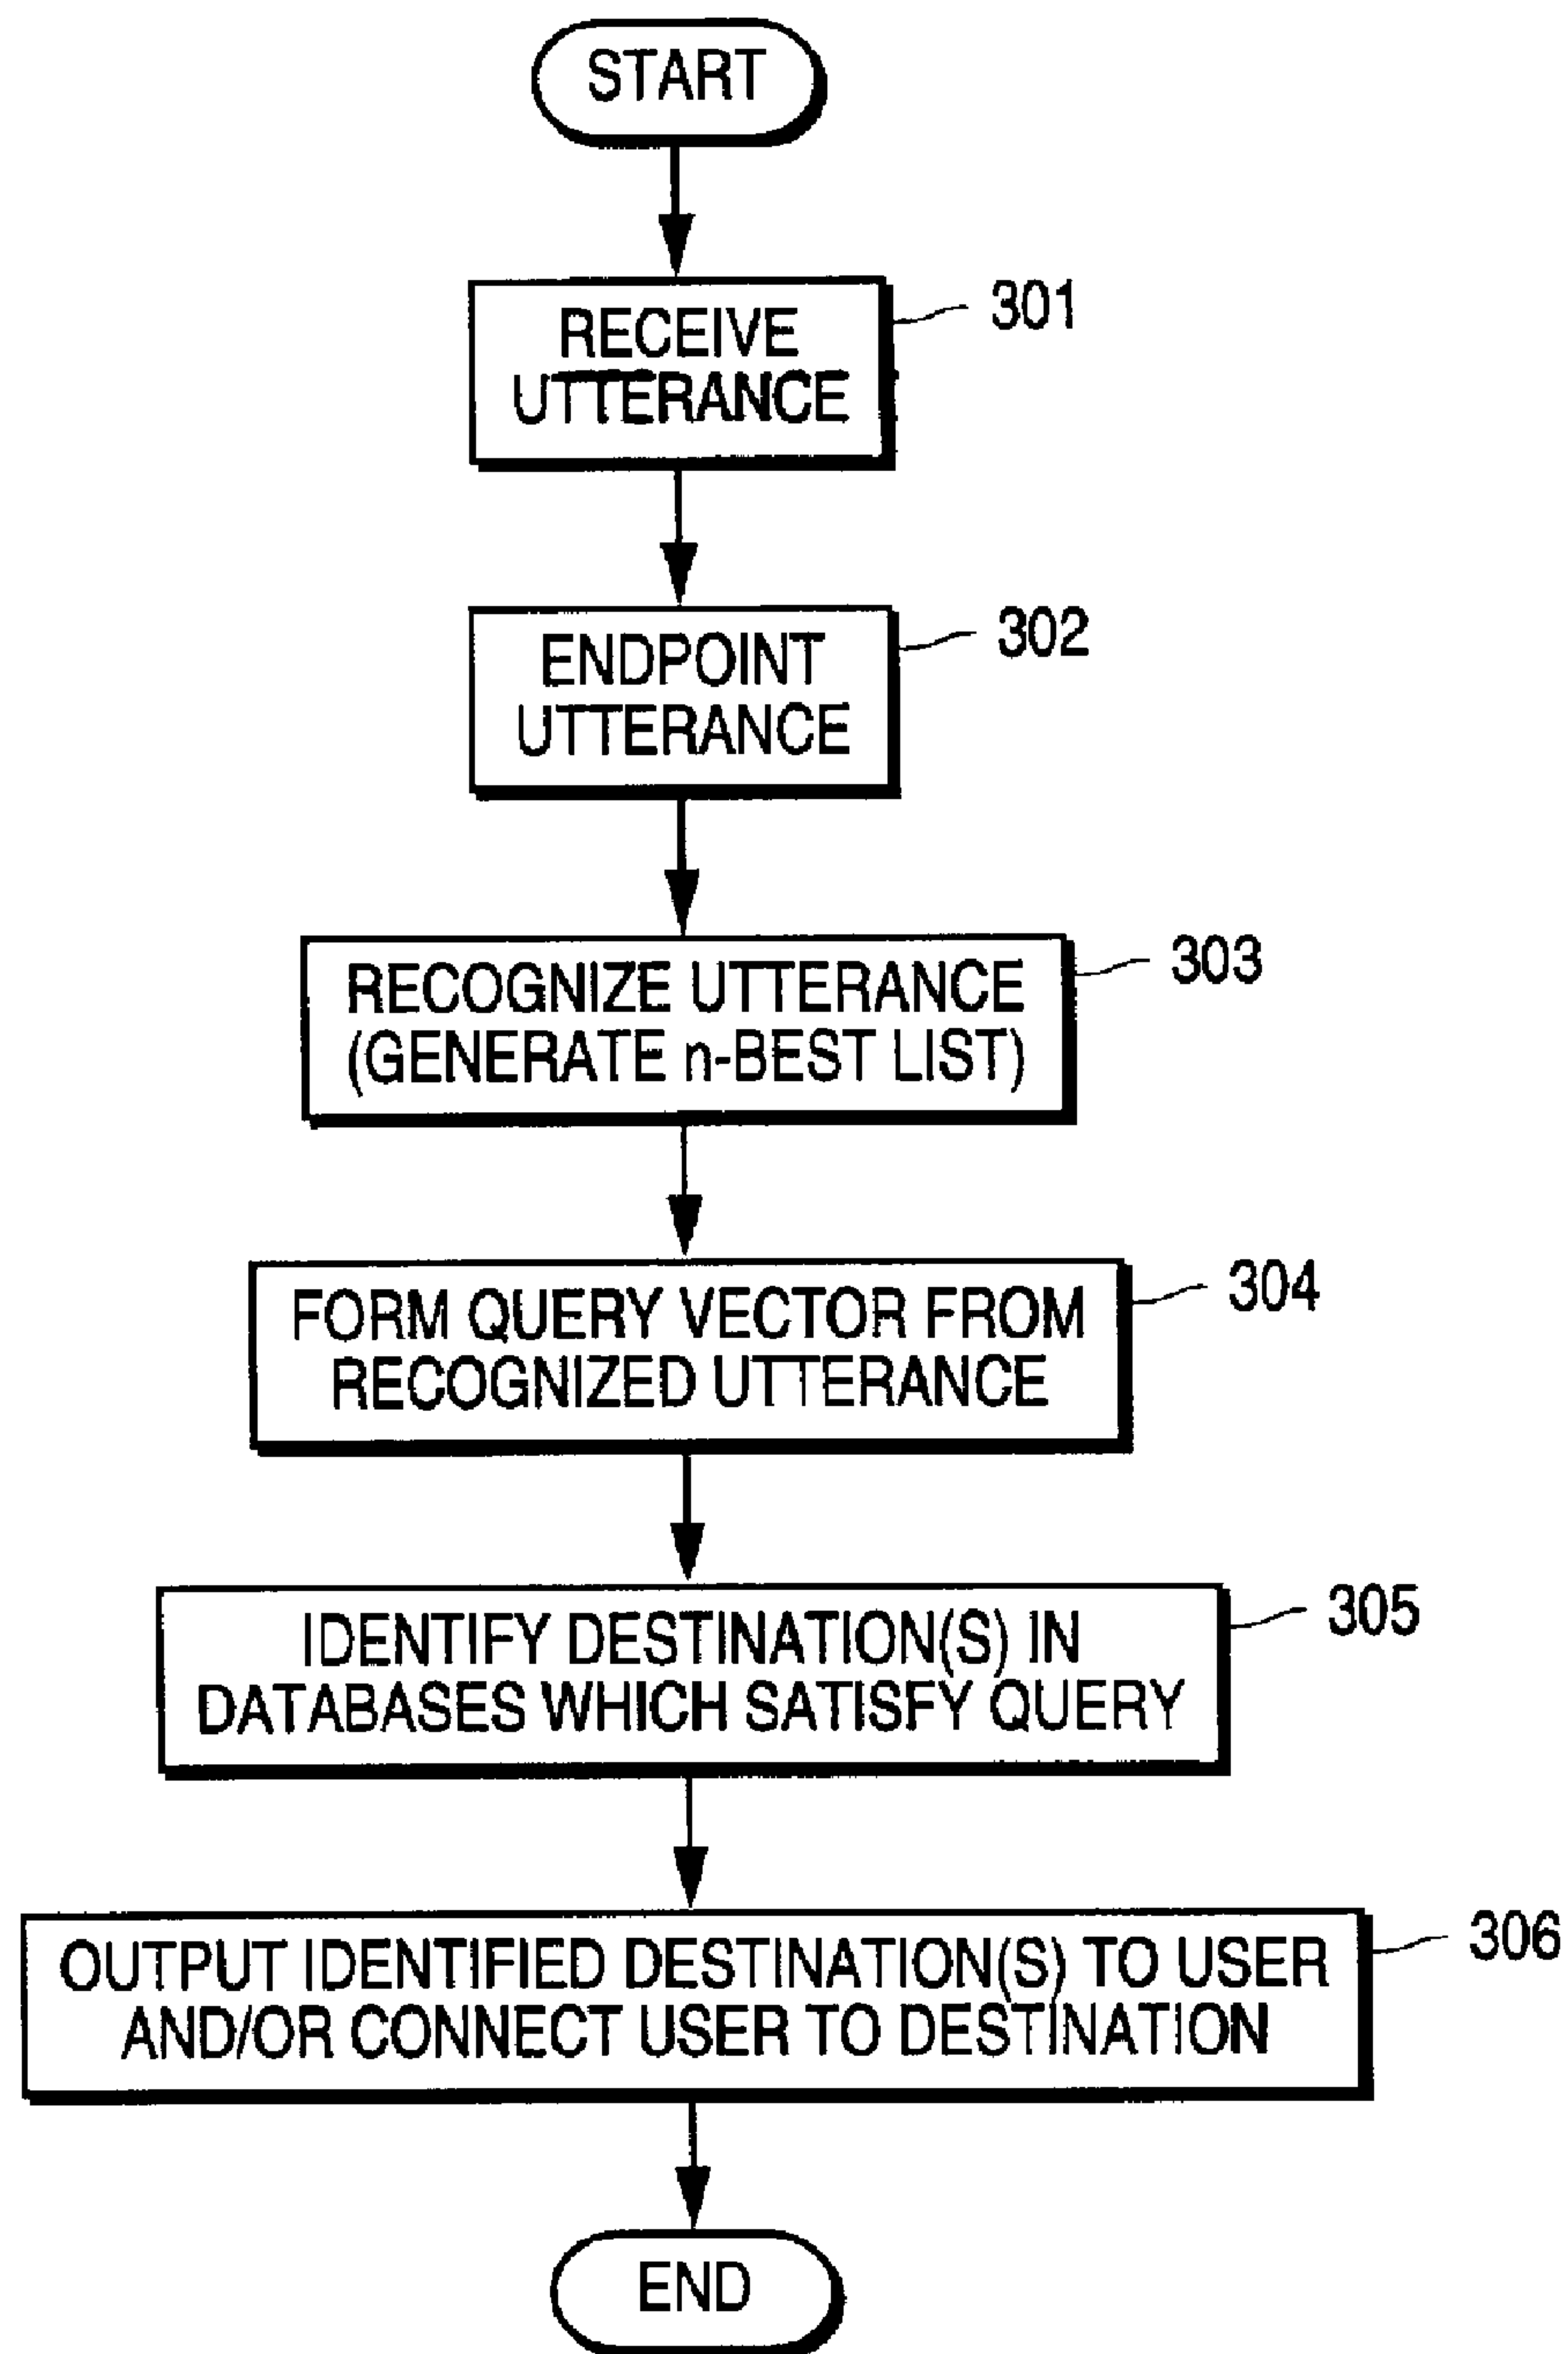 START
RECEIVE
UTTERANCE
301
ENDPOINT
UTTERANCE
302
RECOGNIZE UTTERANCE
(GENERATE n-BEST LIST)
303
FORM QUERY VECTOR FROM
RECOGNIZED UTTERANCE
304
IDENTIFY DESTINATION(S) IN
DATABASES WHICH SATISFY QUERY
305
OUTPUT IDENTIFIED DESTINATION(S) TO USER
AND/OR CONNECT USER TO DESTINATION
306
END